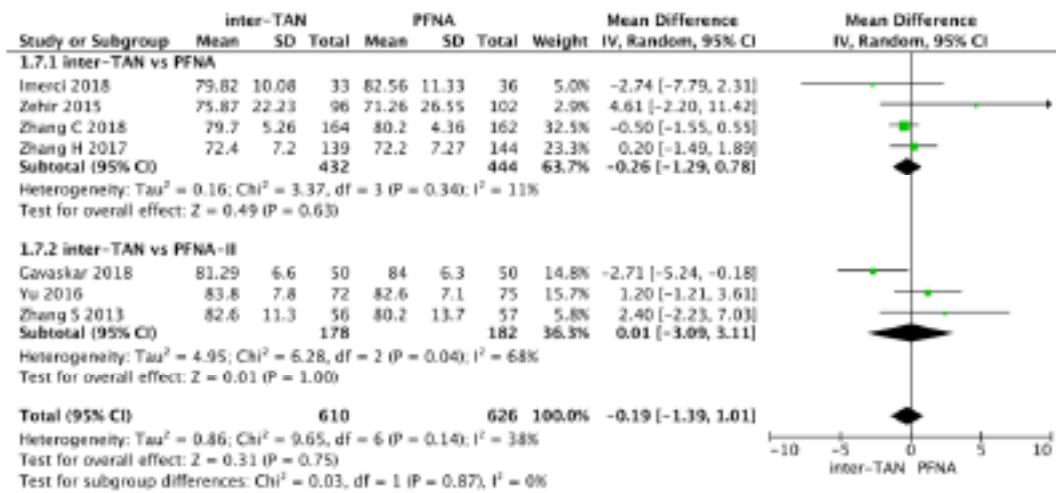 inter-TAN PFNA Mean Difference Mean Difference
Study or Subgroup Mean SD Total Mean SD Total Weight IV, Random, 95% CI IV, Random, 95% CI
1.7.1 inter-TAN vs PFNA
Imerci 2018 79.82 10.08 33 82.56 11.33 36 5.0% -2.74 [-7.79, 2.31]
Zehir 2015 75.87 22.23 96 71.26 26.55 102 2.9% 4.61 [-2.20, 11.42]
Zhang C 2018 79.7 5.26 164 80.2 4.36 162 32.5% -0.50 [-1.55, 0.55]
Zhang H 2017 72.4 7.2 139 72.2 7.27 144 23.3% 0.20 [-1.49, 1.89]
Subtotal (95% CI) 432 444 63.7% -0.26 [-1.29, 0.78]
Heterogeneity: Tau² = 0.16; Chi² = 3.37, df = 3 (P = 0.34); I² = 11%
Test for overall effect: Z = 0.49 (P = 0.63)
1.7.2 inter-TAN vs PFNA-II
Gavaskar 2018 81.29 6.6 50 84 6.3 50 14.8% -2.71 [-5.24, -0.18]
Yu 2016 83.8 7.8 72 82.6 7.1 75 15.7% 1.20 [-1.21, 3.61]
Zhang S 2013 82.6 11.3 56 80.2 13.7 57 5.8% 2.40 [-2.23, 7.03]
Subtotal (95% CI) 178 182 36.3% 0.01 [-3.09, 3.11]
Heterogeneity: Tau² = 4.95; Chi² = 6.28, df = 2 (P = 0.04); I² = 68%
Test for overall effect: Z = 0.01 (P = 1.00)
Total (95% CI) 610 626 100.0% -0.19 [-1.39, 1.01]
Heterogeneity: Tau² = 0.86; Chi² = 9.65, df = 6 (P = 0.14); I² = 38%
Test for overall effect: Z = 0.31 (P = 0.75)
Test for subgroup differences: Chi² = 0.03, df = 1 (P = 0.87), I² = 0%
-10 -5 0 5 10
inter-TAN PFNA